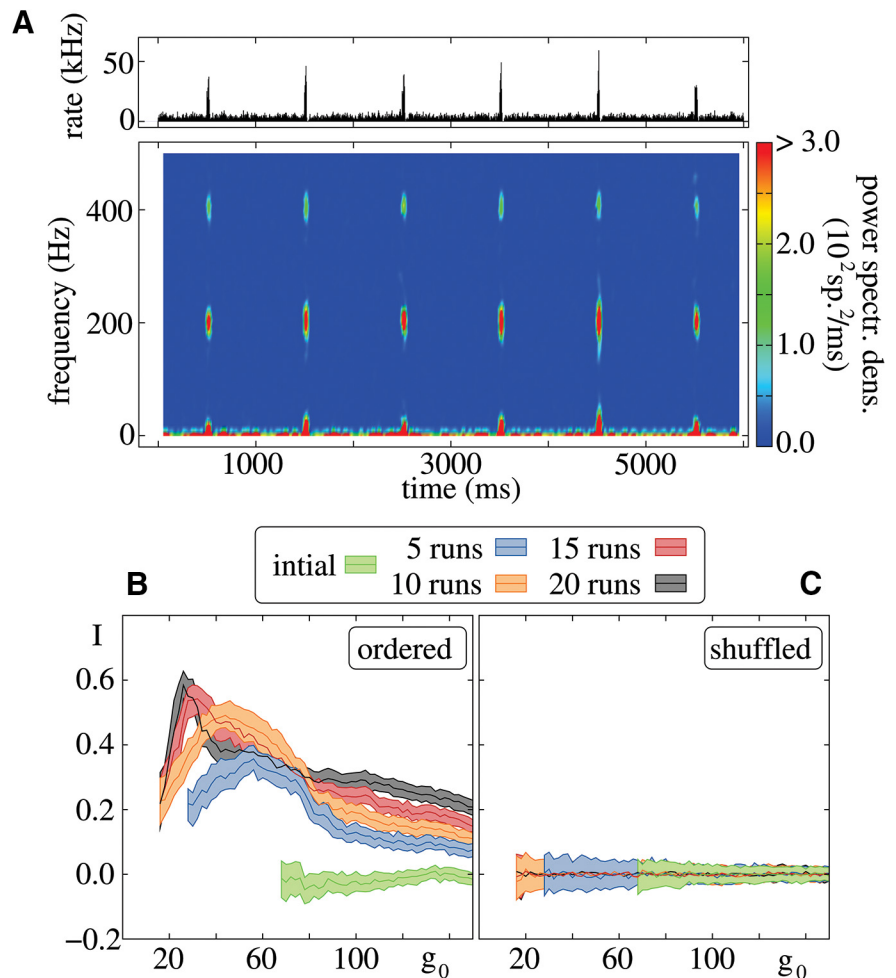 A
rate (kHz)
50
0
frequency (Hz)
400
200
0
1000 3000 5000
time (ms)
> 3.0
2.0
1.0
0.0
power spectr. dens.
(10² sp.²/ms)
intial 5 runs 15 runs
10 runs 20 runs
B C
I
ordered shuffled
0.6
0.4
0.2
0.0
−0.2
20 60 100 g₀ 20 60 100 g₀